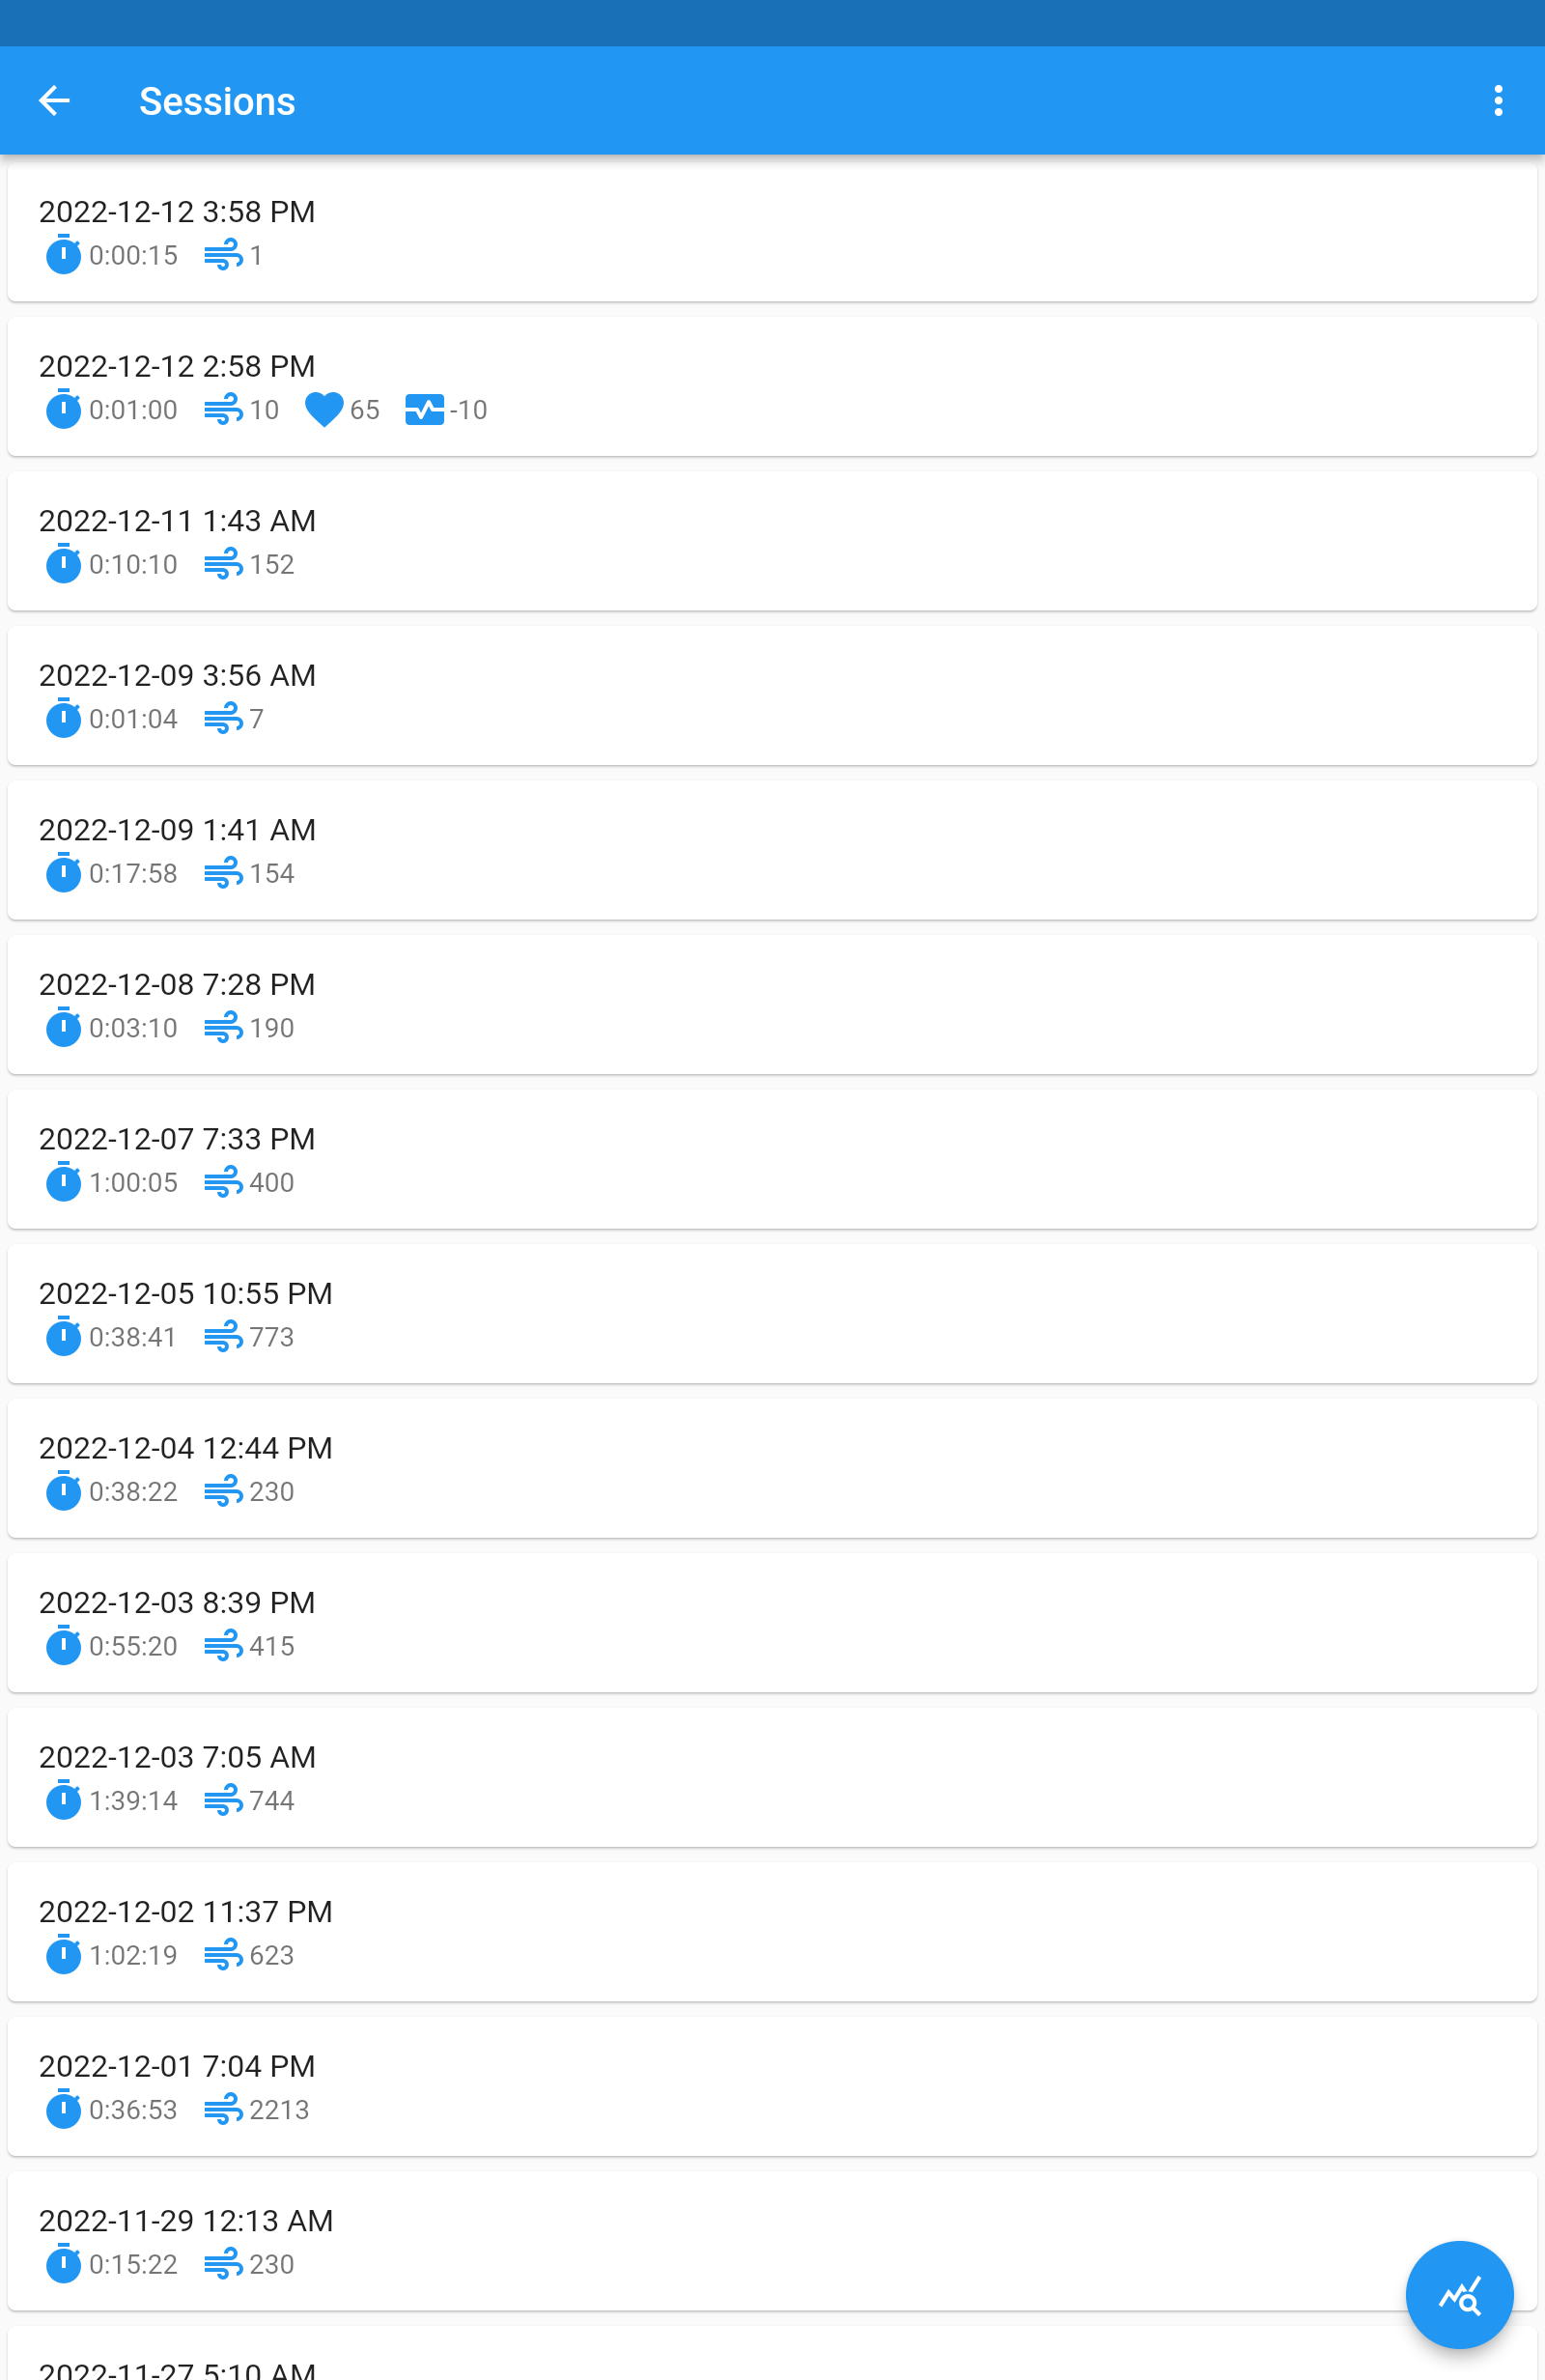 Sessions
2022-12-12 3:58 PM
0:00:15 1
2022-12-12 2:58 PM
0:01:00 10 65 -10
2022-12-11 1:43 AM
0:10:10 152
2022-12-09 3:56 AM
0:01:04 7
2022-12-09 1:41 AM
0:17:58 154
2022-12-08 7:28 PM
0:03:10 190
2022-12-07 7:33 PM
1:00:05 400
2022-12-05 10:55 PM
0:38:41 773
2022-12-04 12:44 PM
0:38:22 230
2022-12-03 8:39 PM
0:55:20 415
2022-12-03 7:05 AM
1:39:14 744
2022-12-02 11:37 PM
1:02:19 623
2022-12-01 7:04 PM
0:36:53 2213
2022-11-29 12:13 AM
0:15:22 230
2022-11-27 5:10 AM